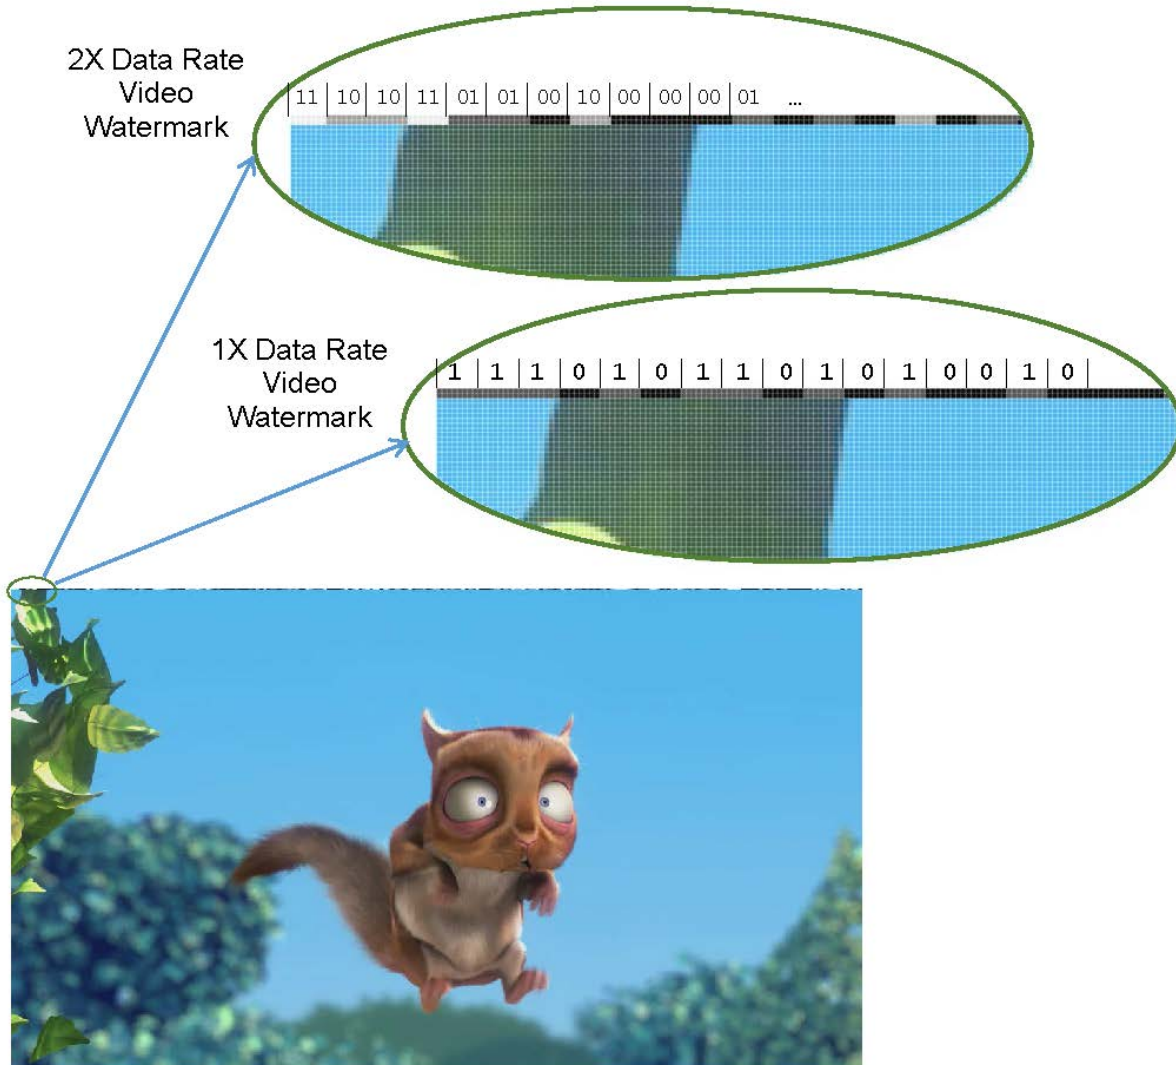 2X Data Rate
Video
Watermark
11 10 10 11 01 01 00 10 00 00 00 01 ...
1X Data Rate
Video
Watermark
1 1 1 0 1 0 1 1 0 1 0 1 0 0 1 0